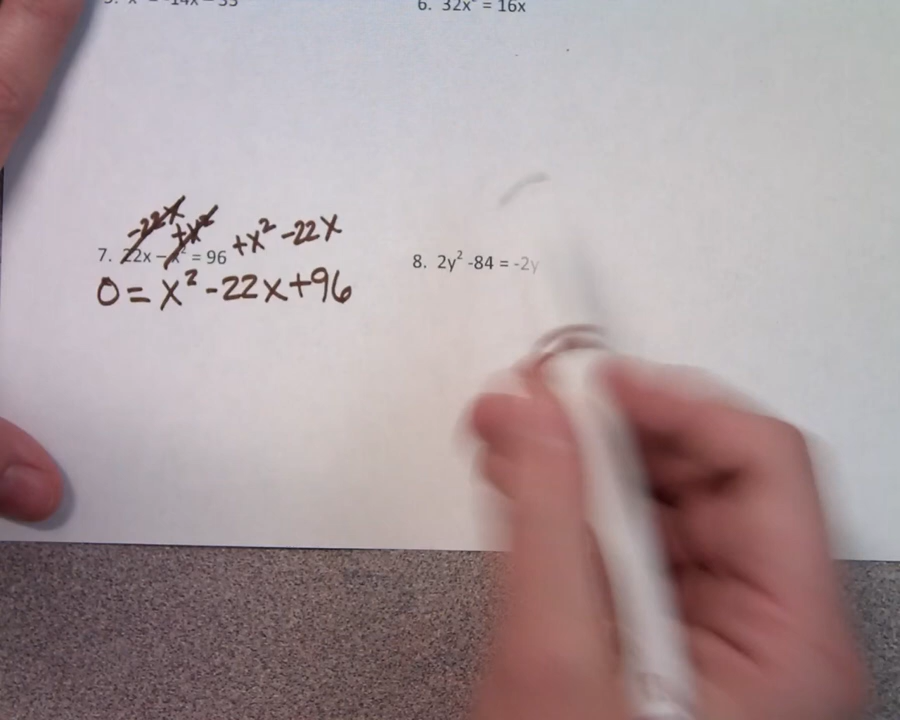 6. 32x² = 16x
-22x +x²
7. 22x – x² = 96 +x² -22x
0 = x² -22x+96
8. 2y² -84 = -2y